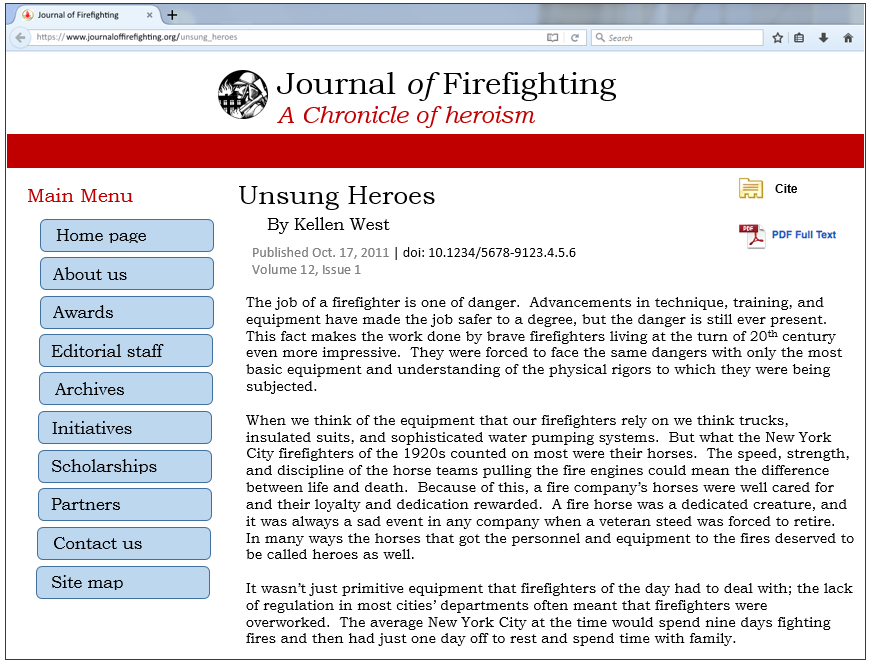 Journal of Firefighting
https://www.journaloffirefighting.org/unsung_heroes
Search
Journal of Firefighting
A Chronicle of heroism
Main Menu
Home page
About us
Awards
Editorial staff
Archives
Initiatives
Scholarships
Partners
Contact us
Site map
Unsung Heroes
By Kellen West
Published Oct. 17, 2011 | doi: 10.1234/5678-9123.4.5.6
Volume 12, Issue 1
Cite
PDF
PDF Full Text
The job of a firefighter is one of danger.  Advancements in technique, training, and
equipment have made the job safer to a degree, but the danger is still ever present.
This fact makes the work done by brave firefighters living at the turn of 20th century
even more impressive.  They were forced to face the same dangers with only the most
basic equipment and understanding of the physical rigors to which they were being
subjected.
When we think of the equipment that our firefighters rely on we think trucks,
insulated suits, and sophisticated water pumping systems.  But what the New York
City firefighters of the 1920s counted on most were their horses.  The speed, strength,
and discipline of the horse teams pulling the fire engines could mean the difference
between life and death.  Because of this, a fire company's horses were well cared for
and their loyalty and dedication rewarded.  A fire horse was a dedicated creature, and
it was always a sad event in any company when a veteran steed was forced to retire.
In many ways the horses that got the personnel and equipment to the fires deserved to
be called heroes as well.
It wasn't just primitive equipment that firefighters of the day had to deal with; the lack
of regulation in most cities' departments often meant that firefighters were
overworked.  The average New York City at the time would spend nine days fighting
fires and then had just one day off to rest and spend time with family.